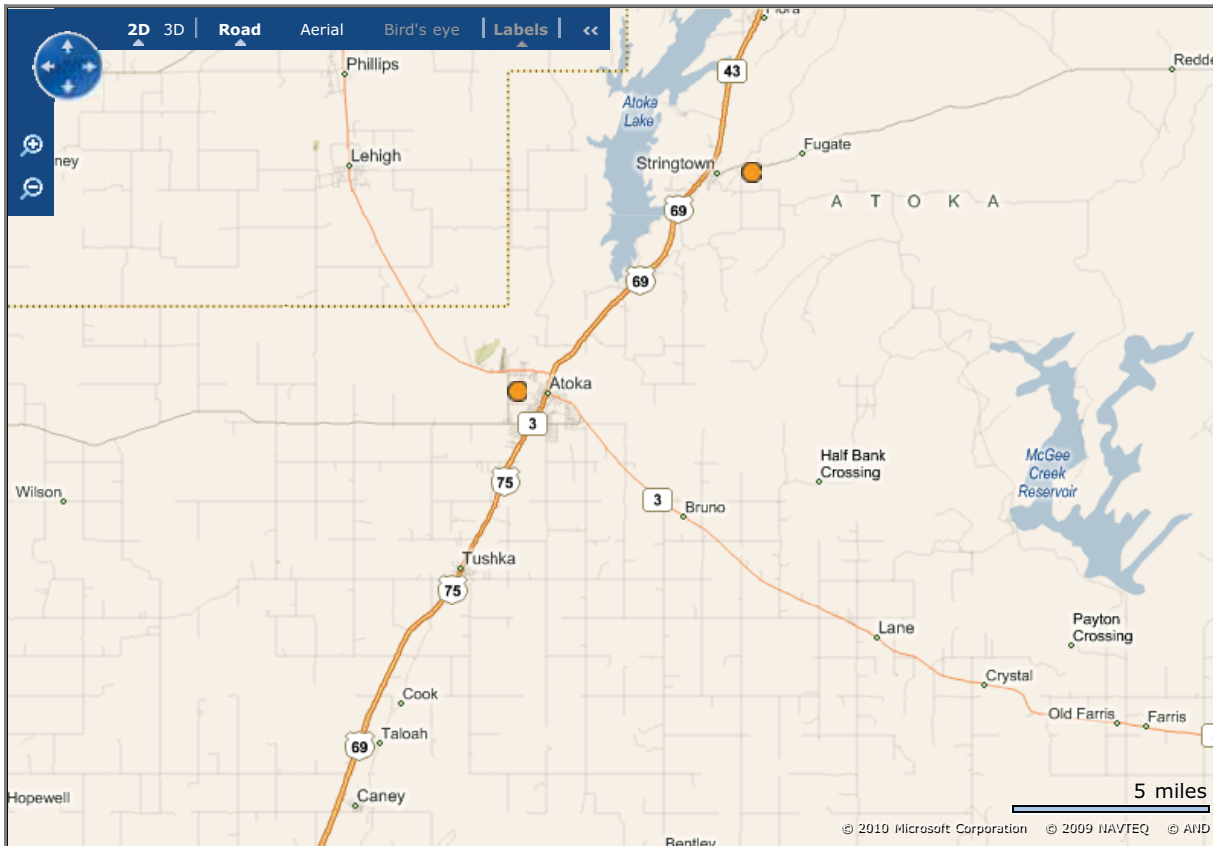 2D 3D | Road Aerial Bird's eye | Labels | <<
Flora
Phillips
43
Redde
Atoka
Lake
Fugate
ney
Lehigh
Stringtown
A T O K A
69
69
Atoka
3
Half Bank
Crossing
McGee
Creek
Reservoir
75
Wilson
3
Bruno
Tushka
75
Payton
Crossing
Lane
Crystal
Cook
Old Farris
Farris
Taloah
69
5 miles
Hopewell
Caney
© 2010 Microsoft Corporation © 2009 NAVTEQ © AND
Bentley